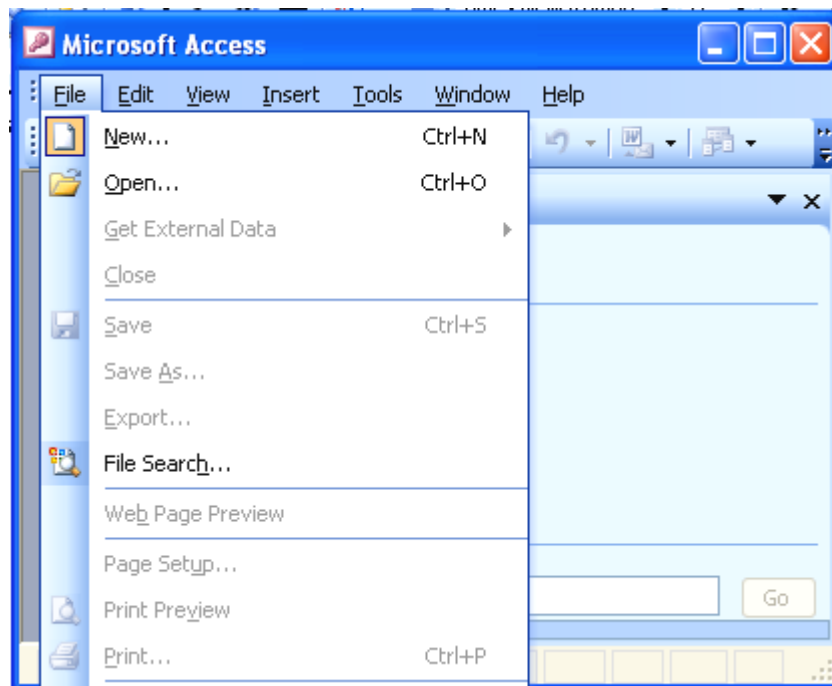 Microsoft Access
File Edit View Insert Tools Window Help
New... Ctrl+N
Open... Ctrl+O
Get External Data
Close
Save Ctrl+S
Save As...
Export...
File Search...
Web Page Preview
Page Setup...
Print Preview
Go
Print... Ctrl+P